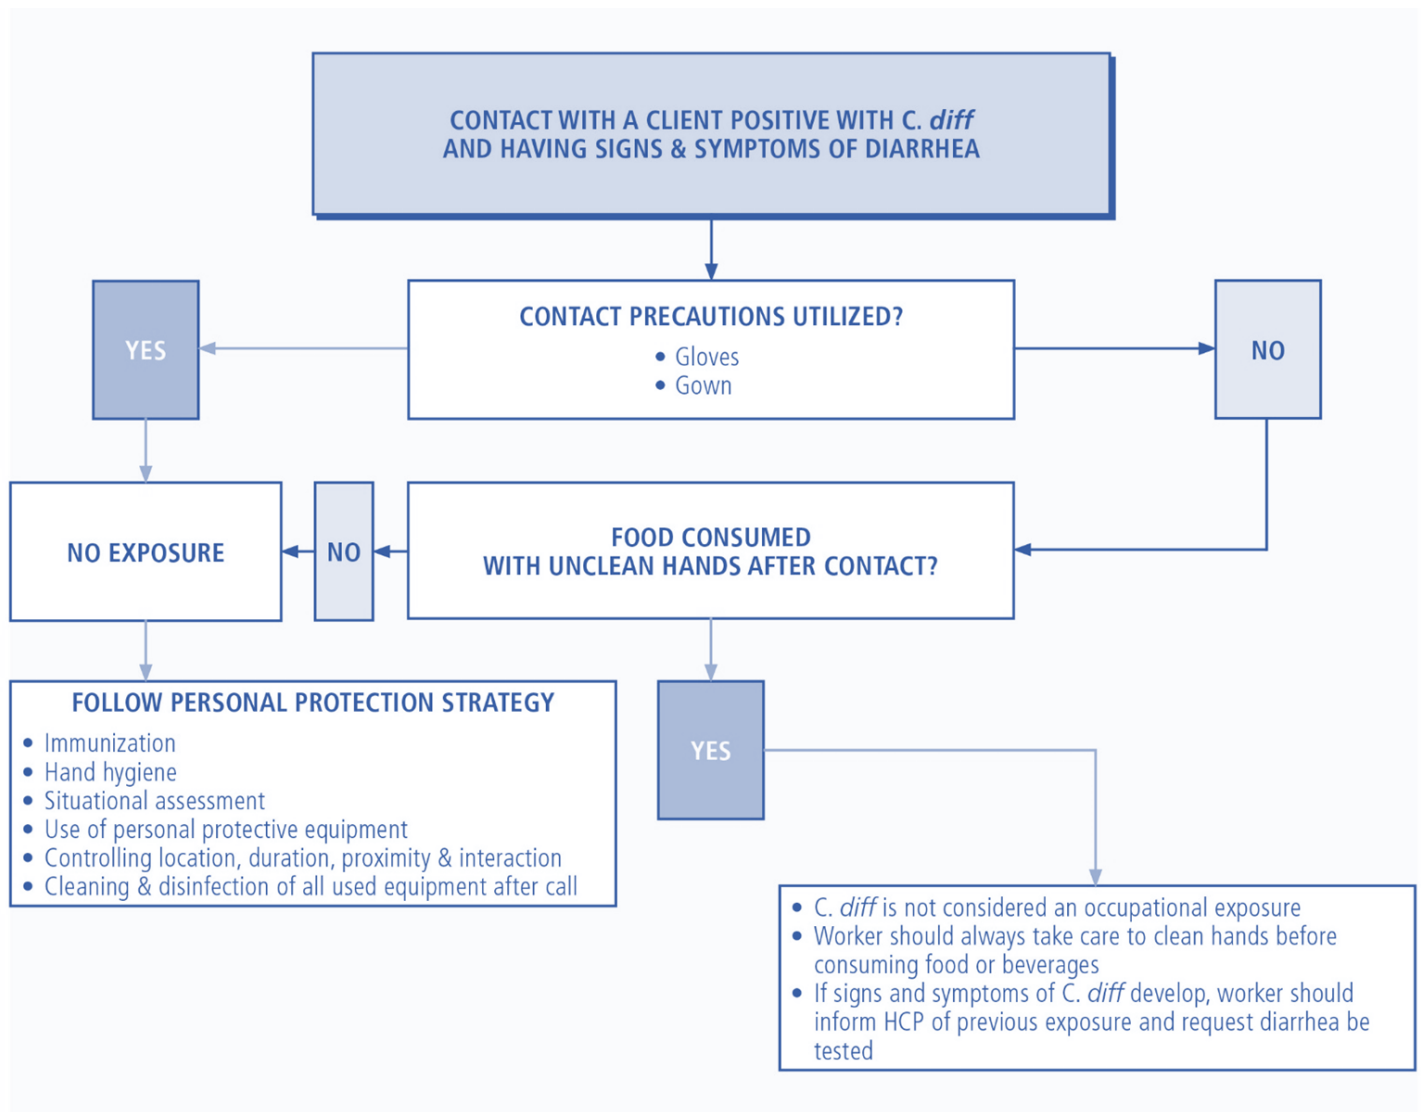 CONTACT WITH A CLIENT POSITIVE WITH C. diff
AND HAVING SIGNS & SYMPTOMS OF DIARRHEA
YES
CONTACT PRECAUTIONS UTILIZED?
• Gloves
• Gown
NO
NO EXPOSURE
NO
FOOD CONSUMED
WITH UNCLEAN HANDS AFTER CONTACT?
FOLLOW PERSONAL PROTECTION STRATEGY
• Immunization
• Hand hygiene
• Situational assessment
• Use of personal protective equipment
• Controlling location, duration, proximity & interaction
• Cleaning & disinfection of all used equipment after call
YES
• C. diff is not considered an occupational exposure
• Worker should always take care to clean hands before
consuming food or beverages
• If signs and symptoms of C. diff develop, worker should
inform HCP of previous exposure and request diarrhea be
tested